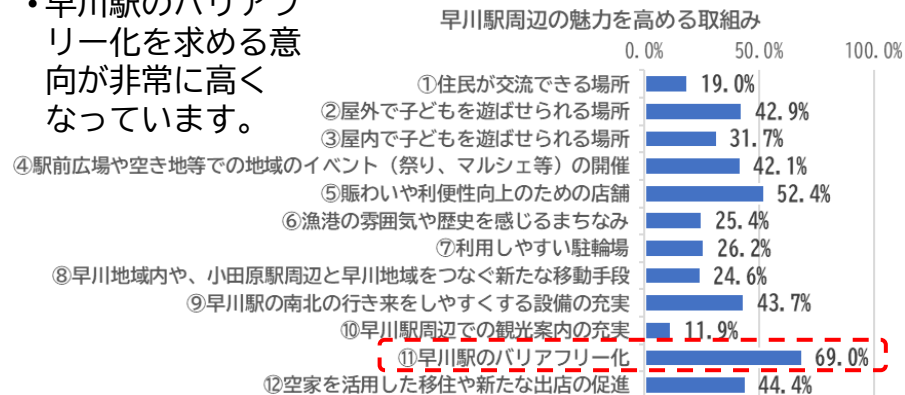 ・早川駅のバリアフ
リー化を求める意
向が非常に高く
なっています。
早川駅周辺の魅力を高める取組み
0.0% 50.0% 100.0%
①住民が交流できる場所 19.0%
②屋外で子どもを遊ばせられる場所 42.9%
③屋内で子どもを遊ばせられる場所 31.7%
④駅前広場や空き地等での地域のイベント（祭り、マルシェ等）の開催 42.1%
⑤賑わいや利便性向上のための店舗 52.4%
⑥漁港の雰囲気や歴史を感じるまちなみ 25.4%
⑦利用しやすい駐輪場 26.2%
⑧早川地域内や、小田原駅周辺と早川地域をつなぐ新たな移動手段 24.6%
⑨早川駅の南北の行き来をしやすくする設備の充実 43.7%
⑩早川駅周辺での観光案内の充実 11.9%
⑪早川駅のバリアフリー化 69.0%
⑫空家を活用した移住や新たな出店の促進 44.4%